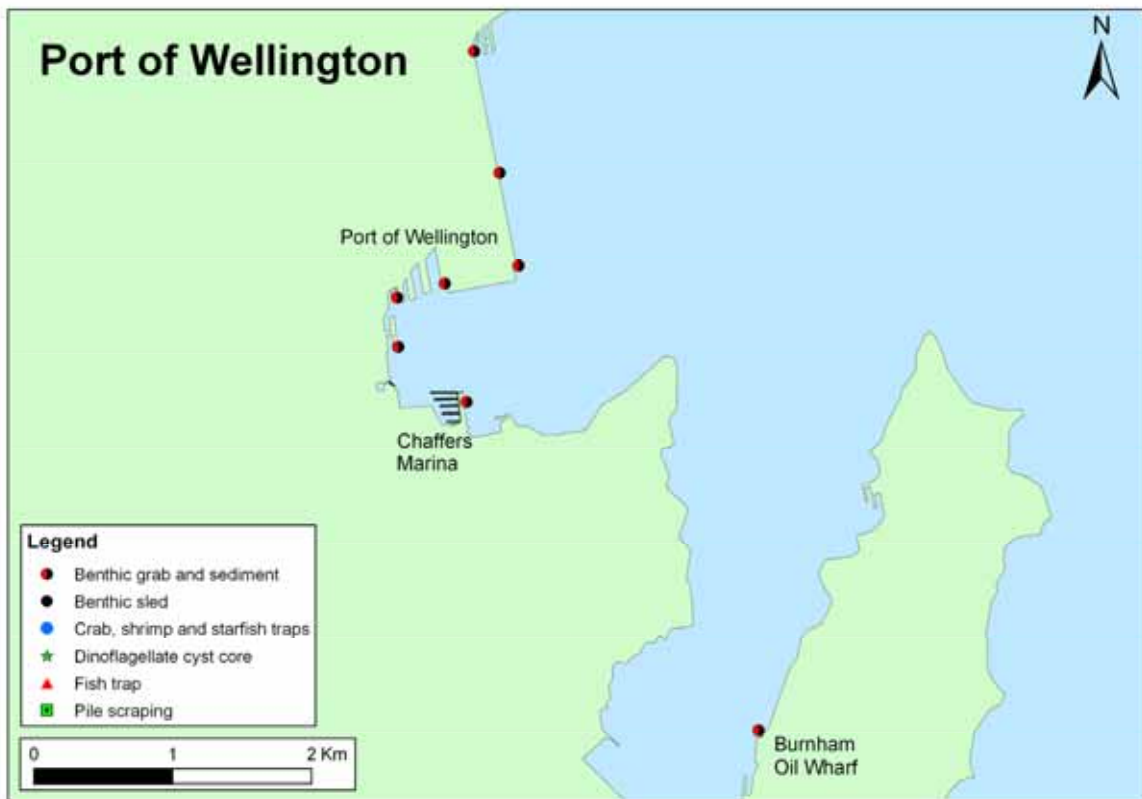 Port of Wellington
N
Port of Wellington
Chaffers
Marina
Legend
Benthic grab and sediment
Benthic sled
Crab, shrimp and starfish traps
Dinoflagellate cyst core
Fish trap
Pile scraping
0 1 2 Km
Burnham
Oil Wharf